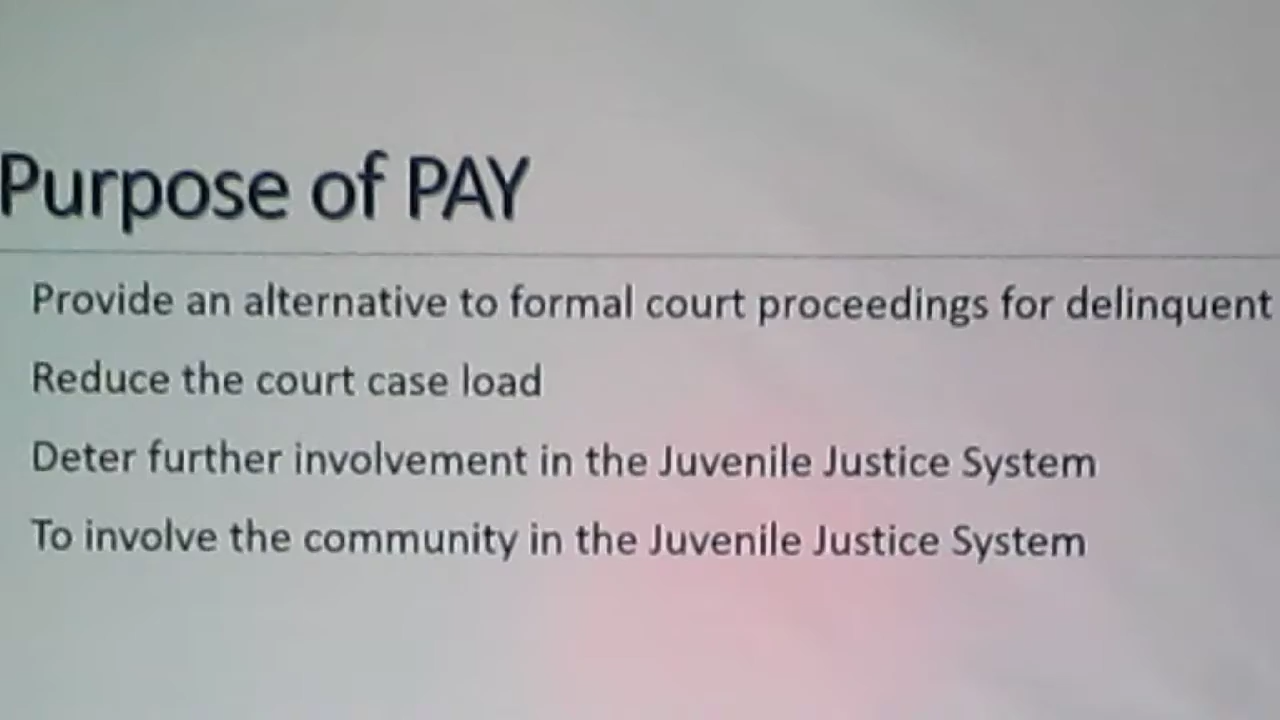 Purpose of PAY
Provide an alternative to formal court proceedings for delinquent
Reduce the court case load
Deter further involvement in the Juvenile Justice System
To involve the community in the Juvenile Justice System